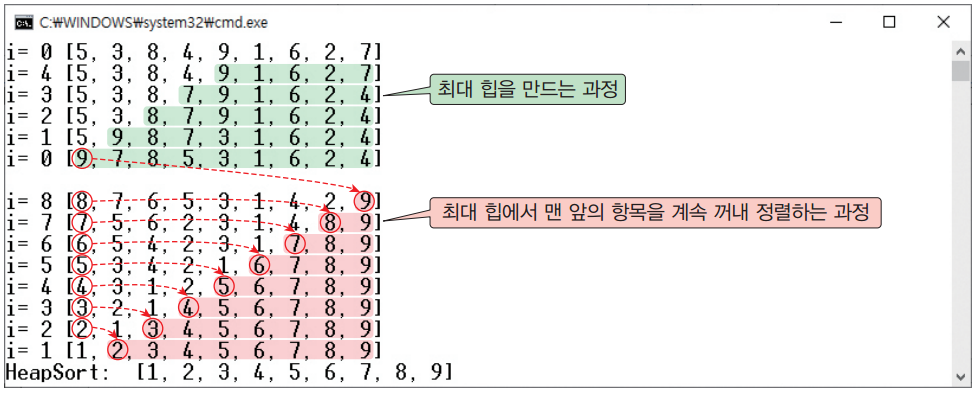 C:₩WINDOWS₩system32₩cmd.exe
i= 0 [5, 3, 8, 4, 9, 1, 6, 2, 7]
i= 4 [5, 3, 8, 4, 9, 1, 6, 2, 7]
i= 3 [5, 3, 8, 7, 9, 1, 6, 2, 4]
최대 힙을 만드는 과정
i= 2 [5, 3, 8, 7, 9, 1, 6, 2, 4]
i= 1 [5, 9, 8, 7, 3, 1, 6, 2, 4]
i= 0 [9, 7, 8, 5, 3, 1, 6, 2, 4]
i= 8 [8, 7, 6, 5, 3, 1, 4, 2, 9]
i= 7 [7, 5, 6, 2, 3, 1, 4, 8, 9]
최대 힙에서 맨 앞의 항목을 계속 꺼내 정렬하는 과정
i= 6 [6, 5, 4, 2, 3, 1, 7, 8, 9]
i= 5 [5, 3, 4, 2, 1, 6, 7, 8, 9]
i= 4 [4, 3, 1, 2, 5, 6, 7, 8, 9]
i= 3 [3, 2, 1, 4, 5, 6, 7, 8, 9]
i= 2 [2, 1, 3, 4, 5, 6, 7, 8, 9]
i= 1 [1, 2, 3, 4, 5, 6, 7, 8, 9]
HeapSort: [1, 2, 3, 4, 5, 6, 7, 8, 9]